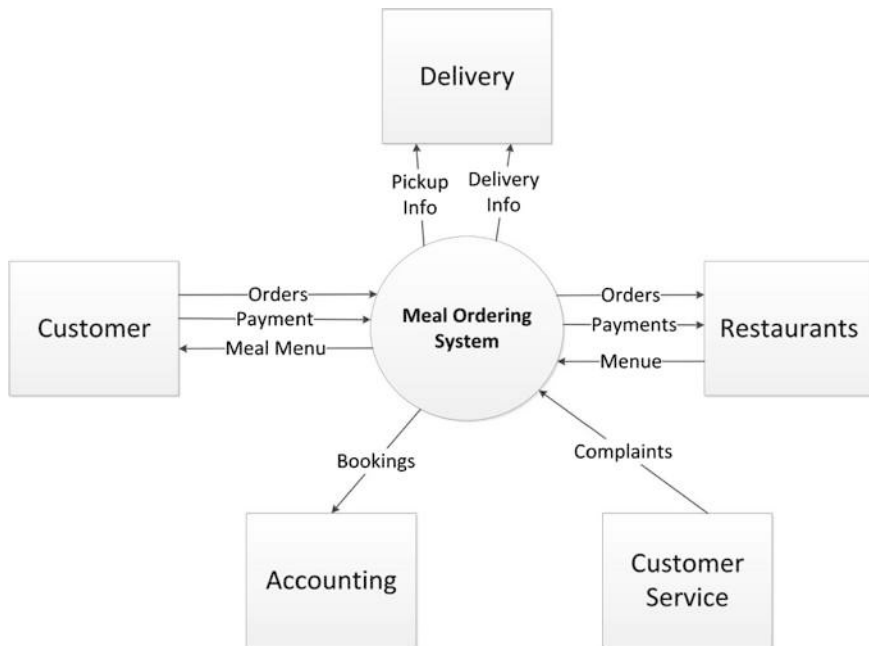 Delivery
Pickup
Info
Delivery
Info
Customer
Orders
Payment
Meal Menu
Meal Ordering
System
Orders
Payments
Menue
Restaurants
Bookings
Complaints
Accounting
Customer
Service